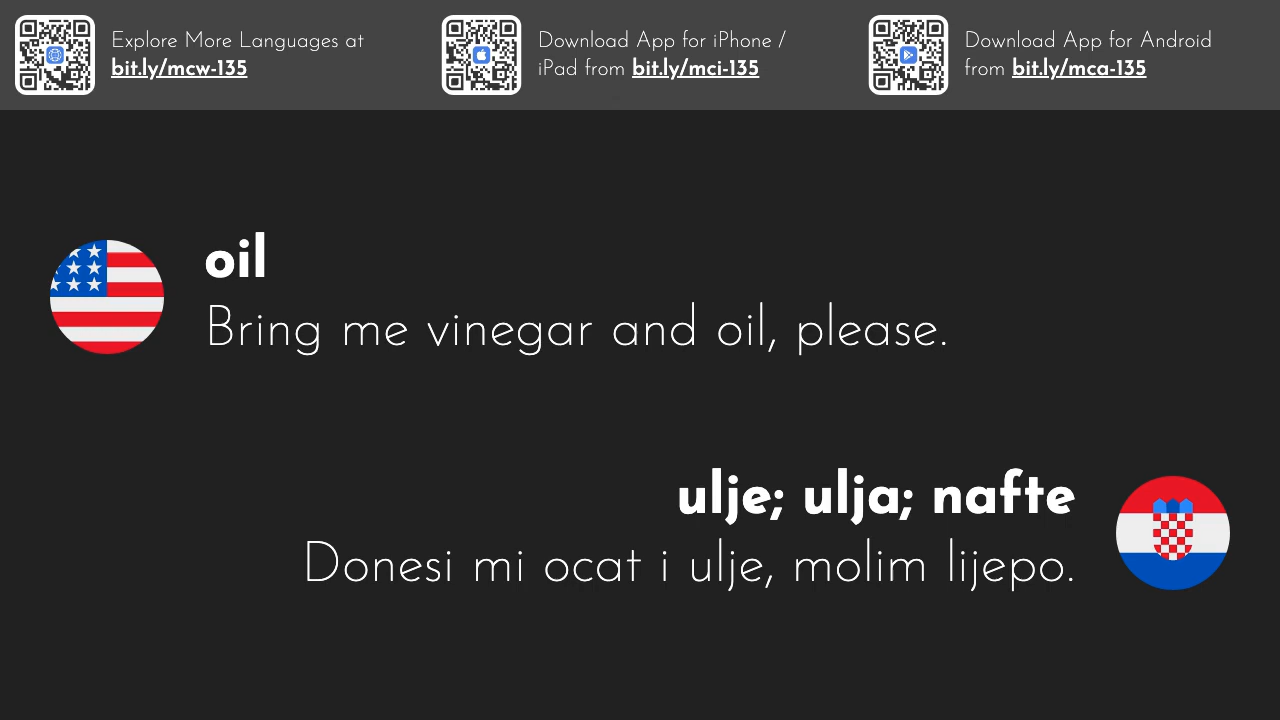 Explore More Languages at
bit.ly/mcw-135
Download App for iPhone /
iPad from bit.ly/mci-135
Download App for Android
from bit.ly/mca-135
oil
Bring me vinegar and oil, please.
ulje; ulja; nafte
Donesi mi ocat i ulje, molim lijepo.